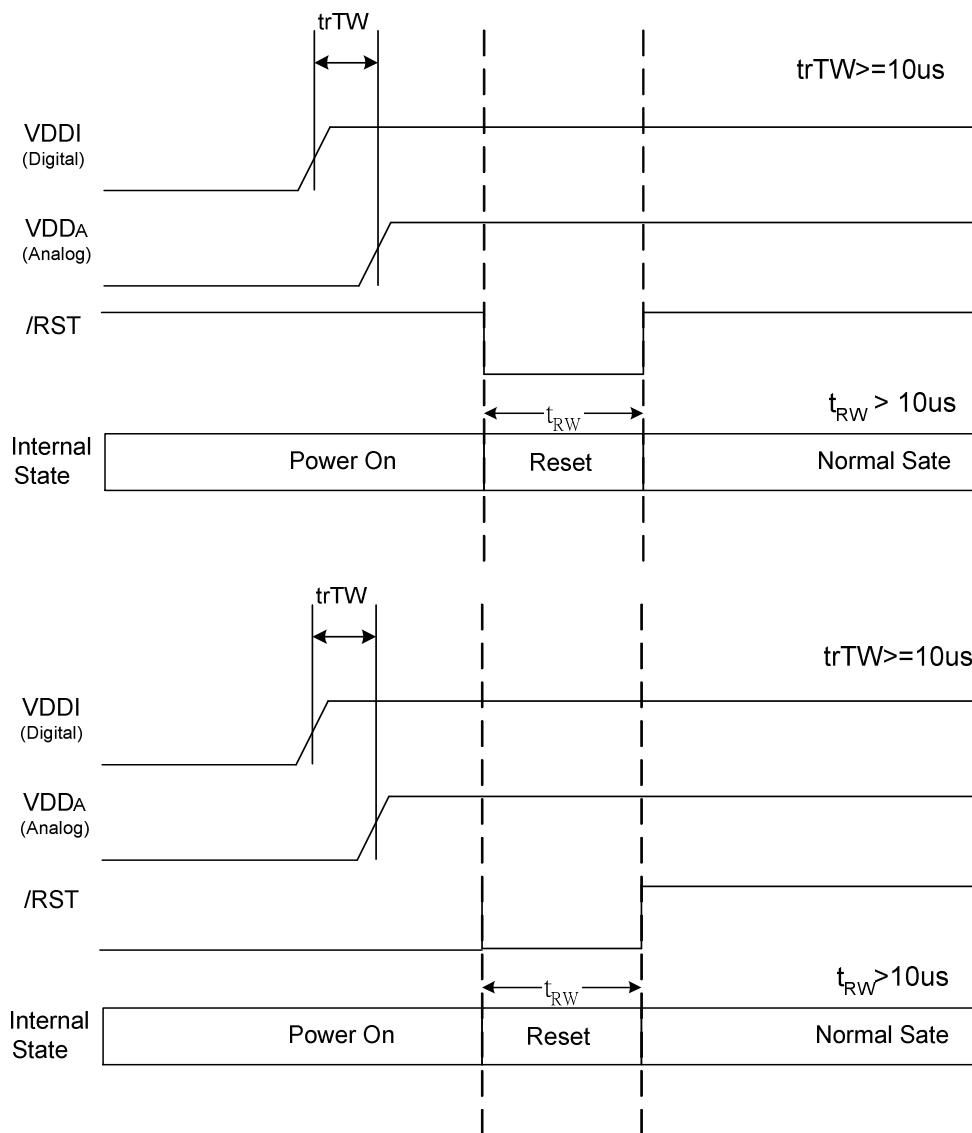 trTW
trTW>=10us
VDDI
(Digital)
VDDA
(Analog)
/RST
tRW
tRW > 10us
Internal
State
Power On
Reset
Normal Sate
trTW
trTW>=10us
VDDI
(Digital)
VDDA
(Analog)
/RST
tRW
tRW>10us
Internal
State
Power On
Reset
Normal Sate